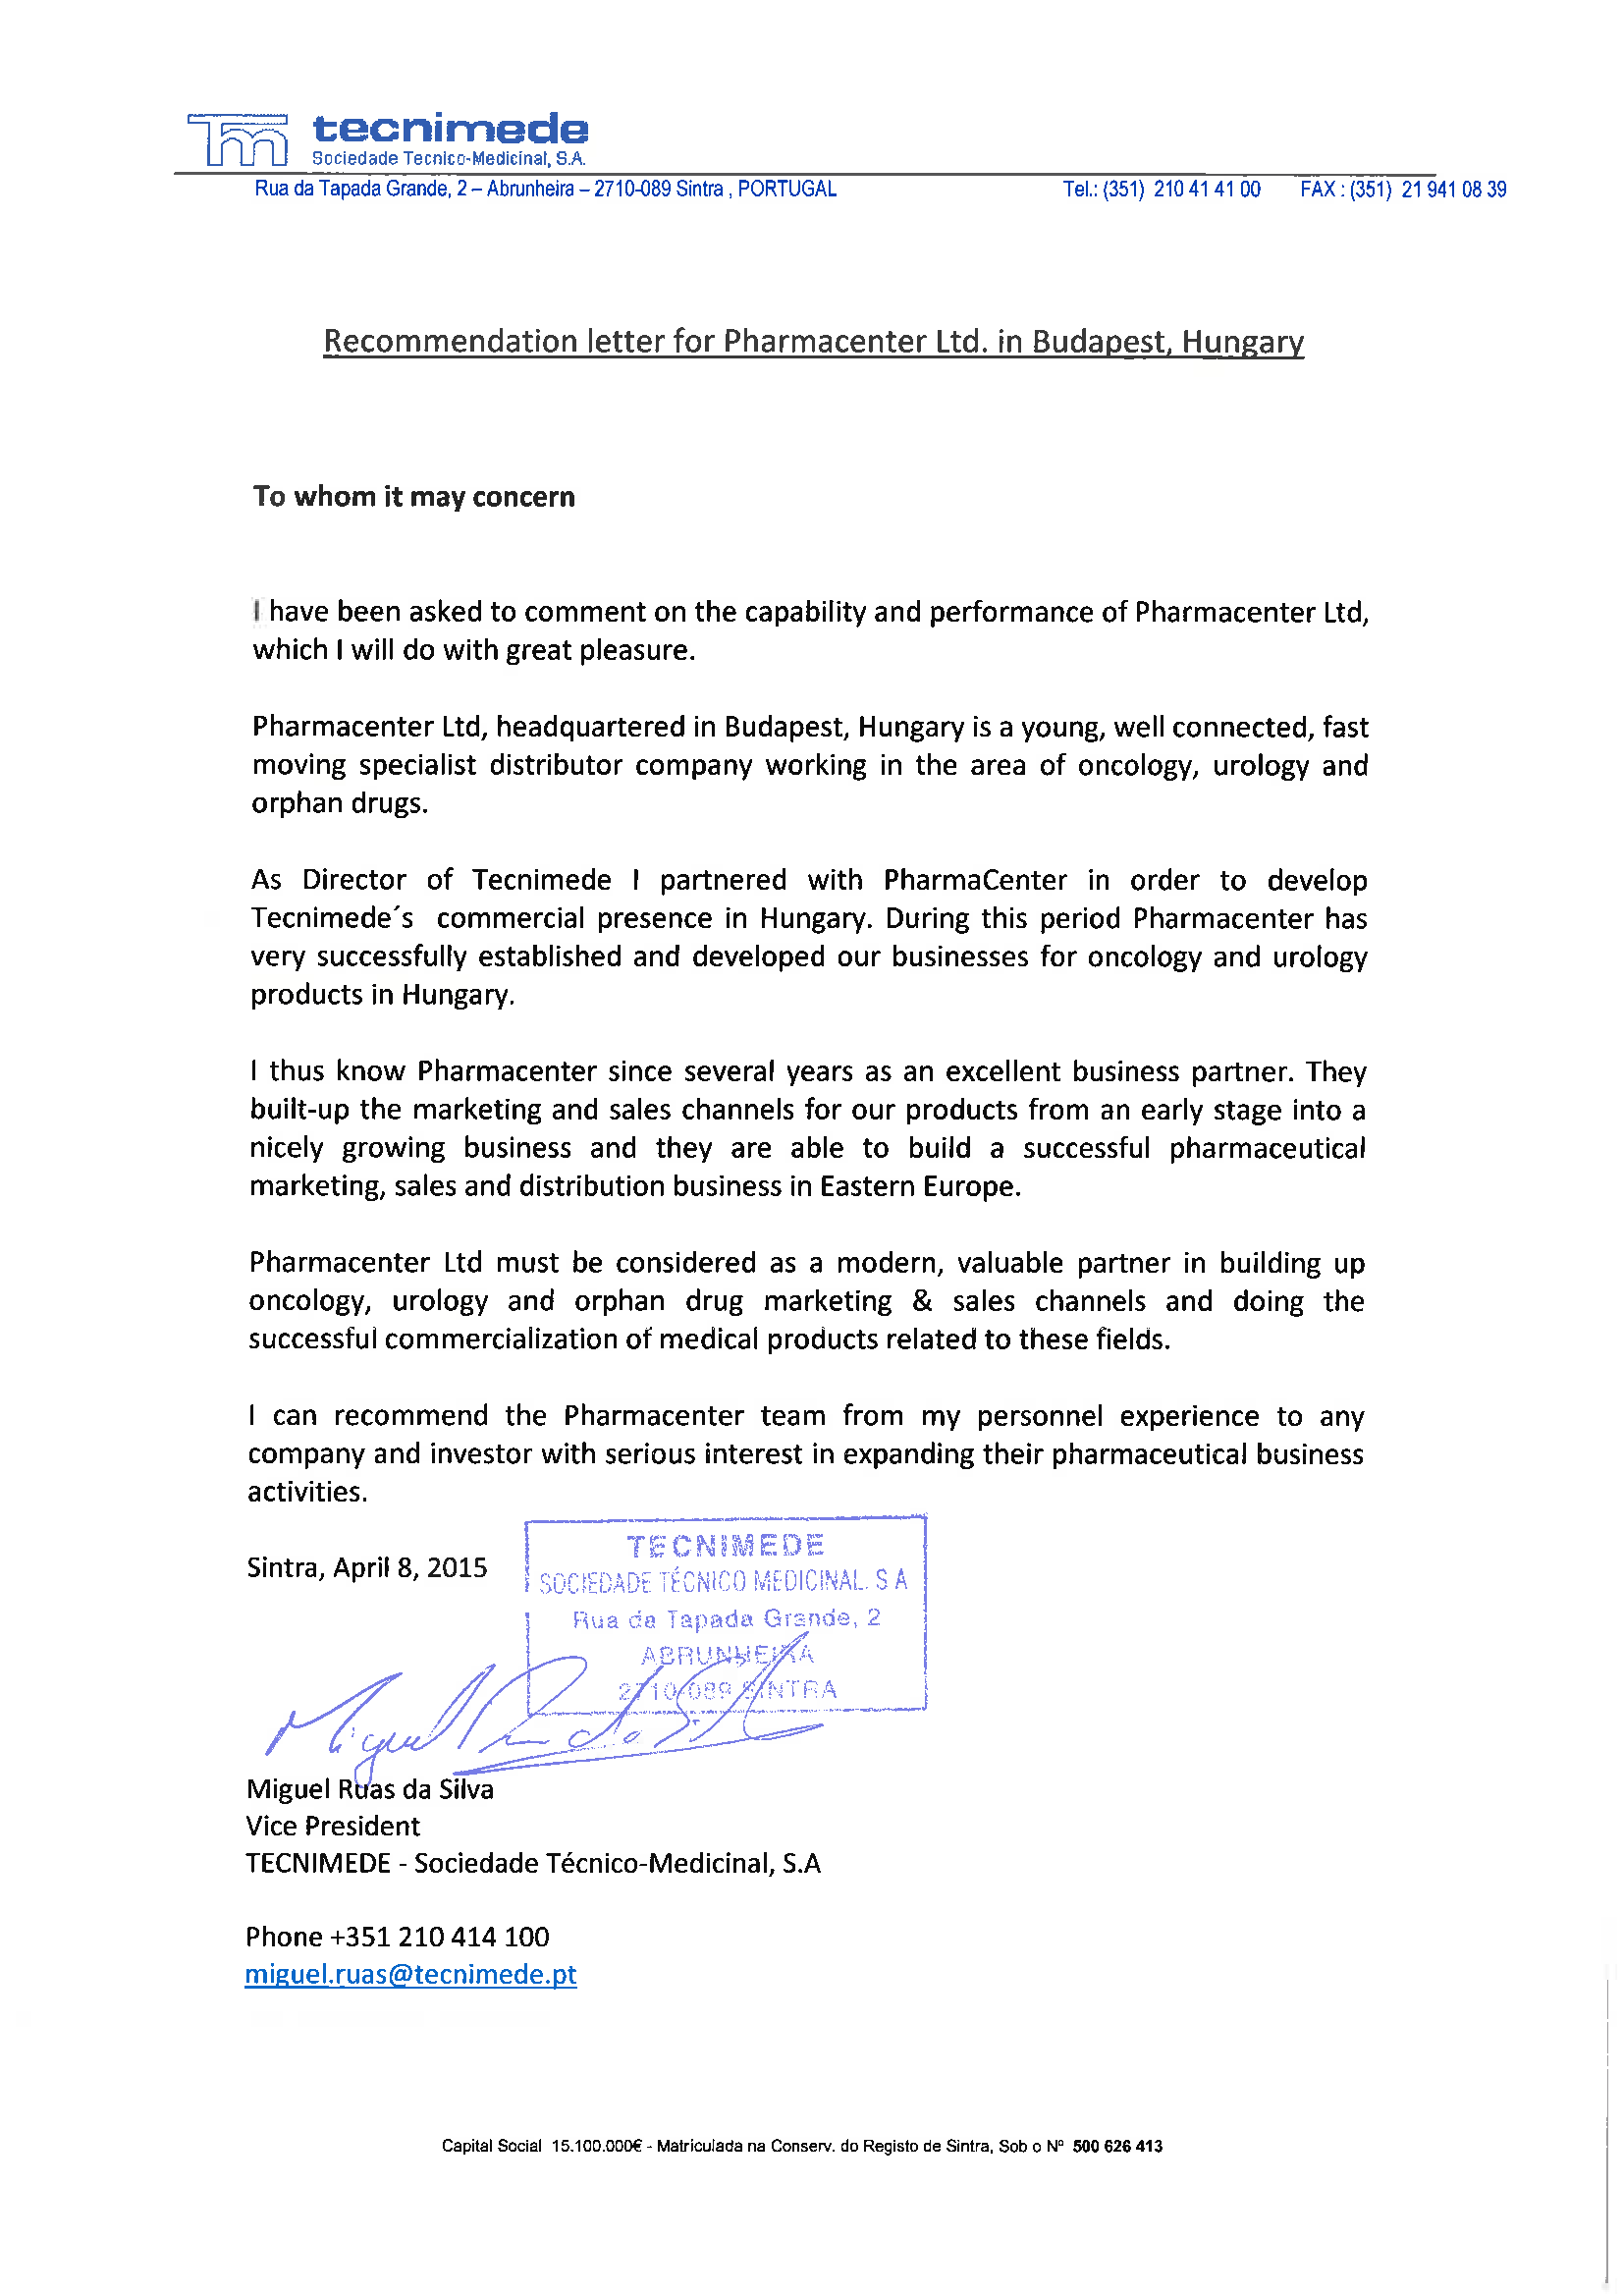 Tm tecnimede
Sociedade Tecnico-Medicinal, S.A.
Rua da Tapada Grande, 2 – Abrunheira – 2710-089 Sintra , PORTUGAL Tel.: (351) 210 41 41 00 FAX : (351) 21 941 08 39
Recommendation letter for Pharmacenter Ltd. in Budapest, Hungary
To whom it may concern
I have been asked to comment on the capability and performance of Pharmacenter Ltd,
which I will do with great pleasure.
Pharmacenter Ltd, headquartered in Budapest, Hungary is a young, well connected, fast
moving specialist distributor company working in the area of oncology, urology and
orphan drugs.
As Director of Tecnimede I partnered with PharmaCenter in order to develop
Tecnimede´s commercial presence in Hungary. During this period Pharmacenter has
very successfully established and developed our businesses for oncology and urology
products in Hungary.
I thus know Pharmacenter since several years as an excellent business partner. They
built-up the marketing and sales channels for our products from an early stage into a
nicely growing business and they are able to build a successful pharmaceutical
marketing, sales and distribution business in Eastern Europe.
Pharmacenter Ltd must be considered as a modern, valuable partner in building up
oncology, urology and orphan drug marketing & sales channels and doing the
successful commercialization of medical products related to these fields.
I can recommend the Pharmacenter team from my personnel experience to any
company and investor with serious interest in expanding their pharmaceutical business
activities.
Sintra, April 8, 2015
TECNIMEDE
SOCIEDADE TÉCNICO MEDICINAL. S A
Rua da Tapada Grande, 2
ABRUNHEIRA
2710-089 SINTRA
Miguel Ruas da Silva
Miguel Ruas da Silva
Vice President
TECNIMEDE - Sociedade Técnico-Medicinal, S.A
Phone +351 210 414 100
miguel.ruas@tecnimede.pt
Capital Social 15.100.000€ - Matriculada na Conserv. do Registo de Sintra, Sob o Nº 500 626 413